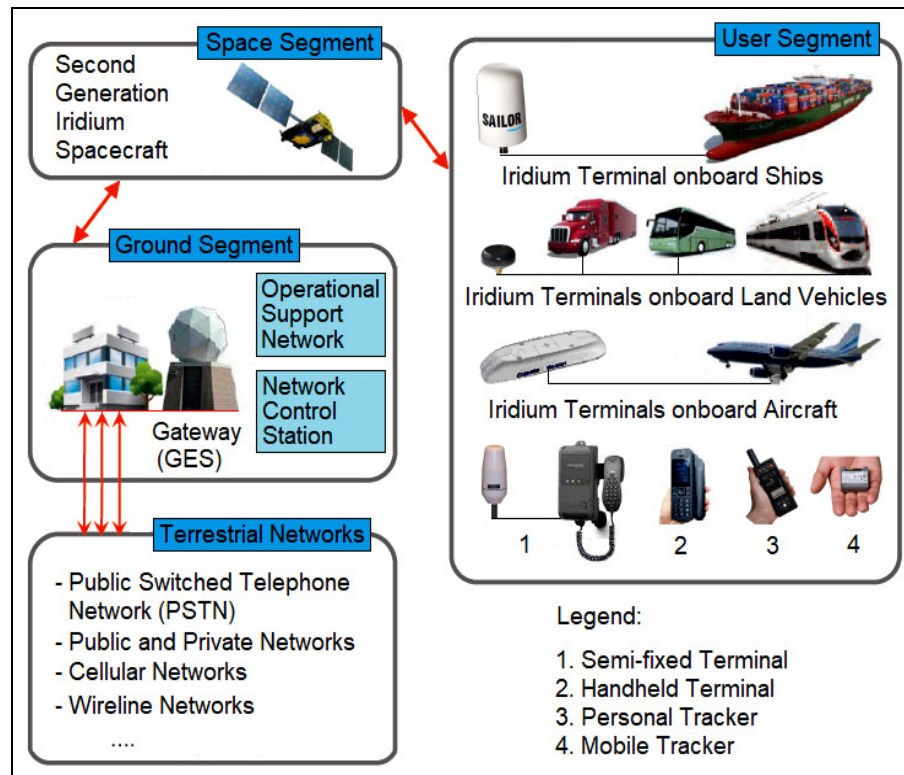 Space Segment
Second
Generation
Iridium
Spacecraft
Ground Segment
Operational
Support
Network
Network
Control
Station
Gateway
(GES)
Terrestrial Networks
- Public Switched Telephone
Network (PSTN)
- Public and Private Networks
- Cellular Networks
- Wireline Networks
....
User Segment
SAILOR
Iridium Terminal onboard Ships
Iridium Terminals onboard Land Vehicles
Iridium Terminals onboard Aircraft
1 2 3 4
Legend:
1. Semi-fixed Terminal
2. Handheld Terminal
3. Personal Tracker
4. Mobile Tracker